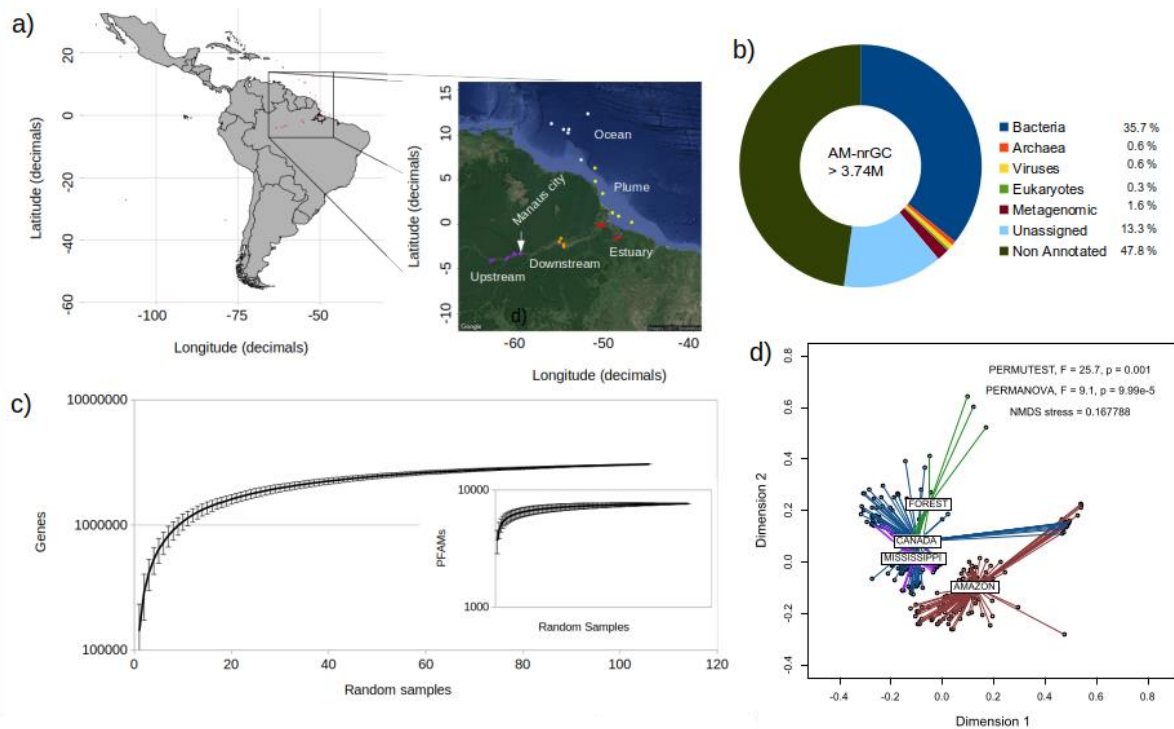 a)
20
0
-20
-40
-60
Latitude (decimals)
-100
-75
-50
Longitude (decimals)
15
10
5
0
-5
-10
Latitude (decimals)
Ocean
Plume
Manaus city
Estuary
Downstream
Upstream
d)
Google
-60
-50
-40
Longitude (decimals)
b)
AM-nrGC
> 3.74M
Bacteria 35.7 %
Archaea 0.6 %
Viruses 0.6 %
Eukaryotes 0.3 %
Metagenomic 1.6 %
Unassigned 13.3 %
Non Annotated 47.8 %
c)
10000000
1000000
100000
Genes
0 20 40 60 80 100 120
Random samples
10000
1000
PFAMs
Random Samples
d)
PERMUTEST, F = 25.7, p = 0.001
PERMANOVA, F = 9.1, p = 9.99e-5
NMDS stress = 0.167788
0.8
0.6
0.4
0.2
0.0
-0.2
-0.4
Dimension 2
FOREST
CANADA
MISSISSIPPI
AMAZON
-0.4 -0.2 0.0 0.2 0.4 0.6 0.8
Dimension 1